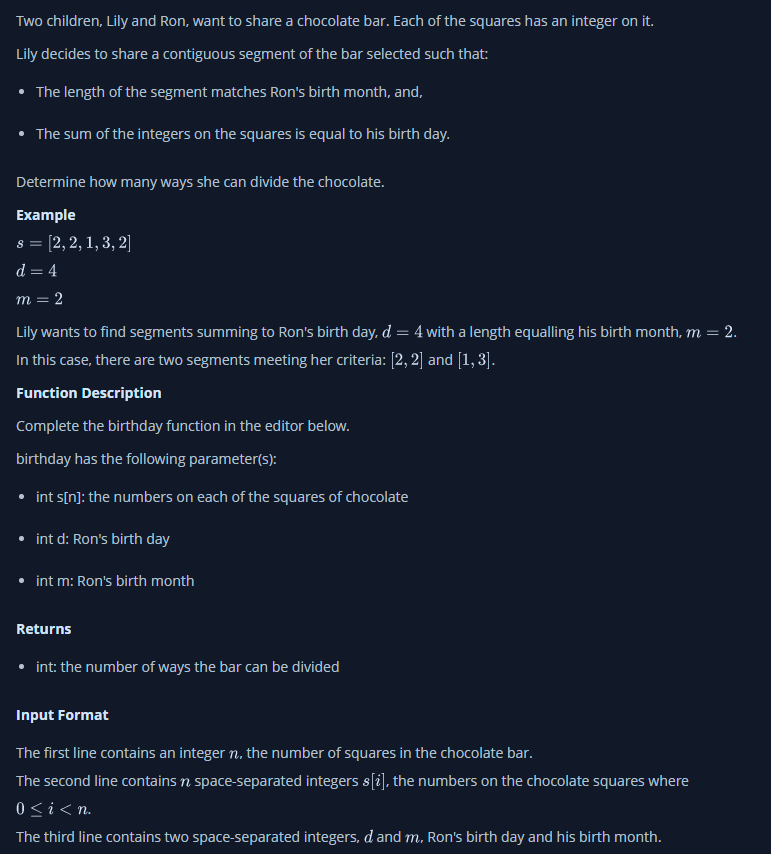 Two children, Lily and Ron, want to share a chocolate bar. Each of the squares has an integer on it.
Lily decides to share a contiguous segment of the bar selected such that:
• The length of the segment matches Ron's birth month, and,
• The sum of the integers on the squares is equal to his birth day.
Determine how many ways she can divide the chocolate.
Example
s = [2, 2, 1, 3, 2]
d = 4
m = 2
Lily wants to find segments summing to Ron's birth day, d = 4 with a length equalling his birth month, m = 2.
In this case, there are two segments meeting her criteria: [2, 2] and [1, 3].
Function Description
Complete the birthday function in the editor below.
birthday has the following parameter(s):
• int s[n]: the numbers on each of the squares of chocolate
• int d: Ron's birth day
• int m: Ron's birth month
Returns
• int: the number of ways the bar can be divided
Input Format
The first line contains an integer n, the number of squares in the chocolate bar.
The second line contains n space-separated integers s[i], the numbers on the chocolate squares where
0 ≤ i < n.
The third line contains two space-separated integers, d and m, Ron's birth day and his birth month.